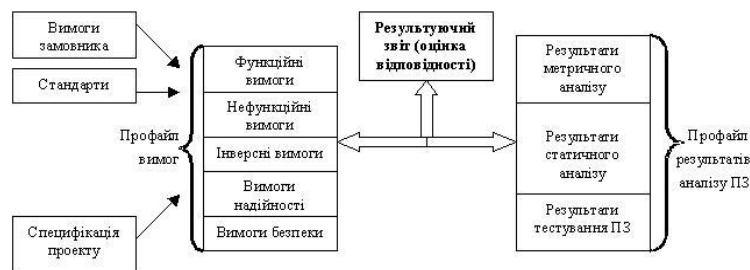 Вимоги
замовника
Стандарти
Профайл
вимог
Специфікація
проекту
Функційні
вимоги
Нефункційні
вимоги
Інверсні вимоги
Вимоги
надійності
Вимоги безпеки
Результуючий
звіт (оцінка
відповідності)
Результати
метричного
аналізу
Результати
статичного
аналізу
Результати
тестування ПЗ
Профайл
результатів
аналізу ПЗ